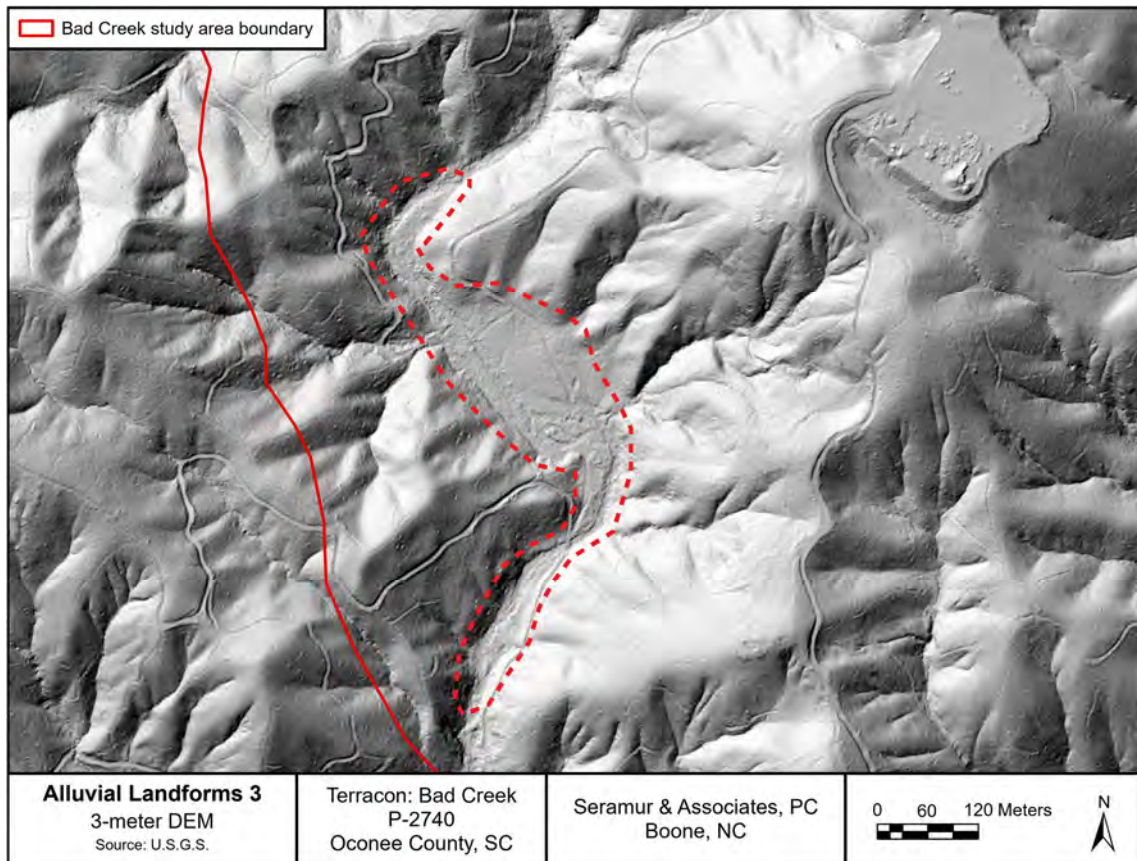 Bad Creek study area boundary
Alluvial Landforms 3
3-meter DEM
Source: U.S.G.S.
Terracon: Bad Creek
P-2740
Oconee County, SC
Seramur & Associates, PC
Boone, NC
0 60 120 Meters
N